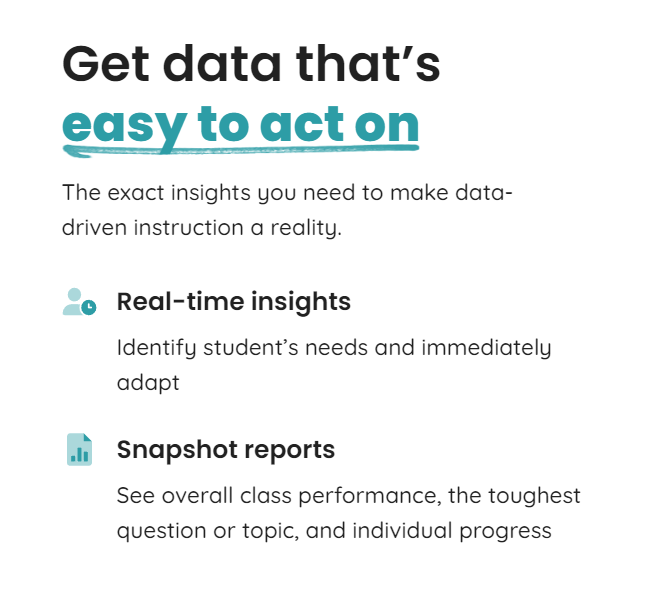 Get data that’s
easy to act on
The exact insights you need to make data-
driven instruction a reality.
Real-time insights
Identify student’s needs and immediately
adapt
Snapshot reports
See overall class performance, the toughest
question or topic, and individual progress